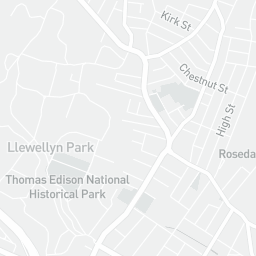 Kirk St
Chestnut St
High St
Llewellyn Park
Roseda
Thomas Edison National
Historical Park